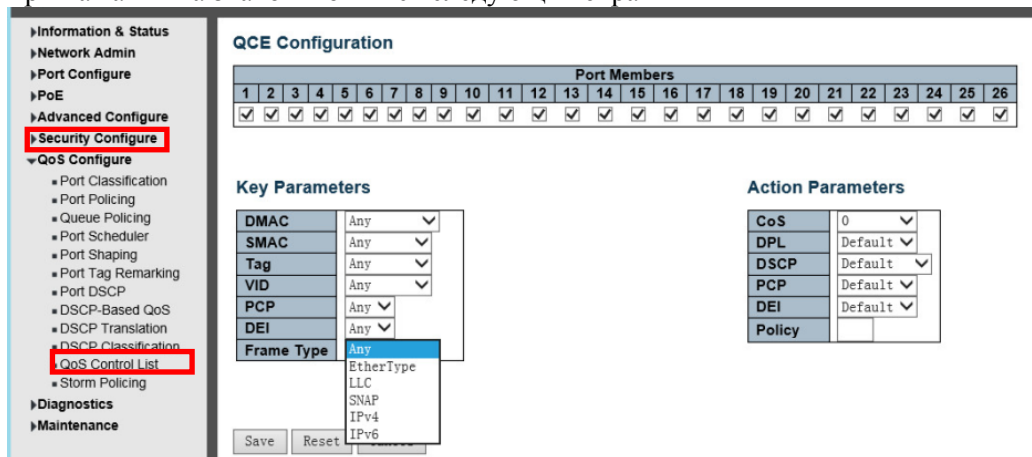 Information & Status
Network Admin
Port Configure
PoE
Advanced Configure
Security Configure
QoS Configure
Port Classification
Port Policing
Queue Policing
Port Scheduler
Port Shaping
Port Tag Remarking
Port DSCP
DSCP-Based QoS
DSCP Translation
DSCP Classification
QoS Control List
Storm Policing
Diagnostics
Maintenance
QCE Configuration
Port Members
1 2 3 4 5 6 7 8 9 10 11 12 13 14 15 16 17 18 19 20 21 22 23 24 25 26
Key Parameters
DMAC Any
SMAC Any
Tag Any
VID Any
PCP Any
DEI Any
Frame Type Any
EtherType
LLC
SNAP
IPv4
IPv6
Action Parameters
CoS 0
DPL Default
DSCP Default
PCP Default
DEI Default
Policy
Save Reset